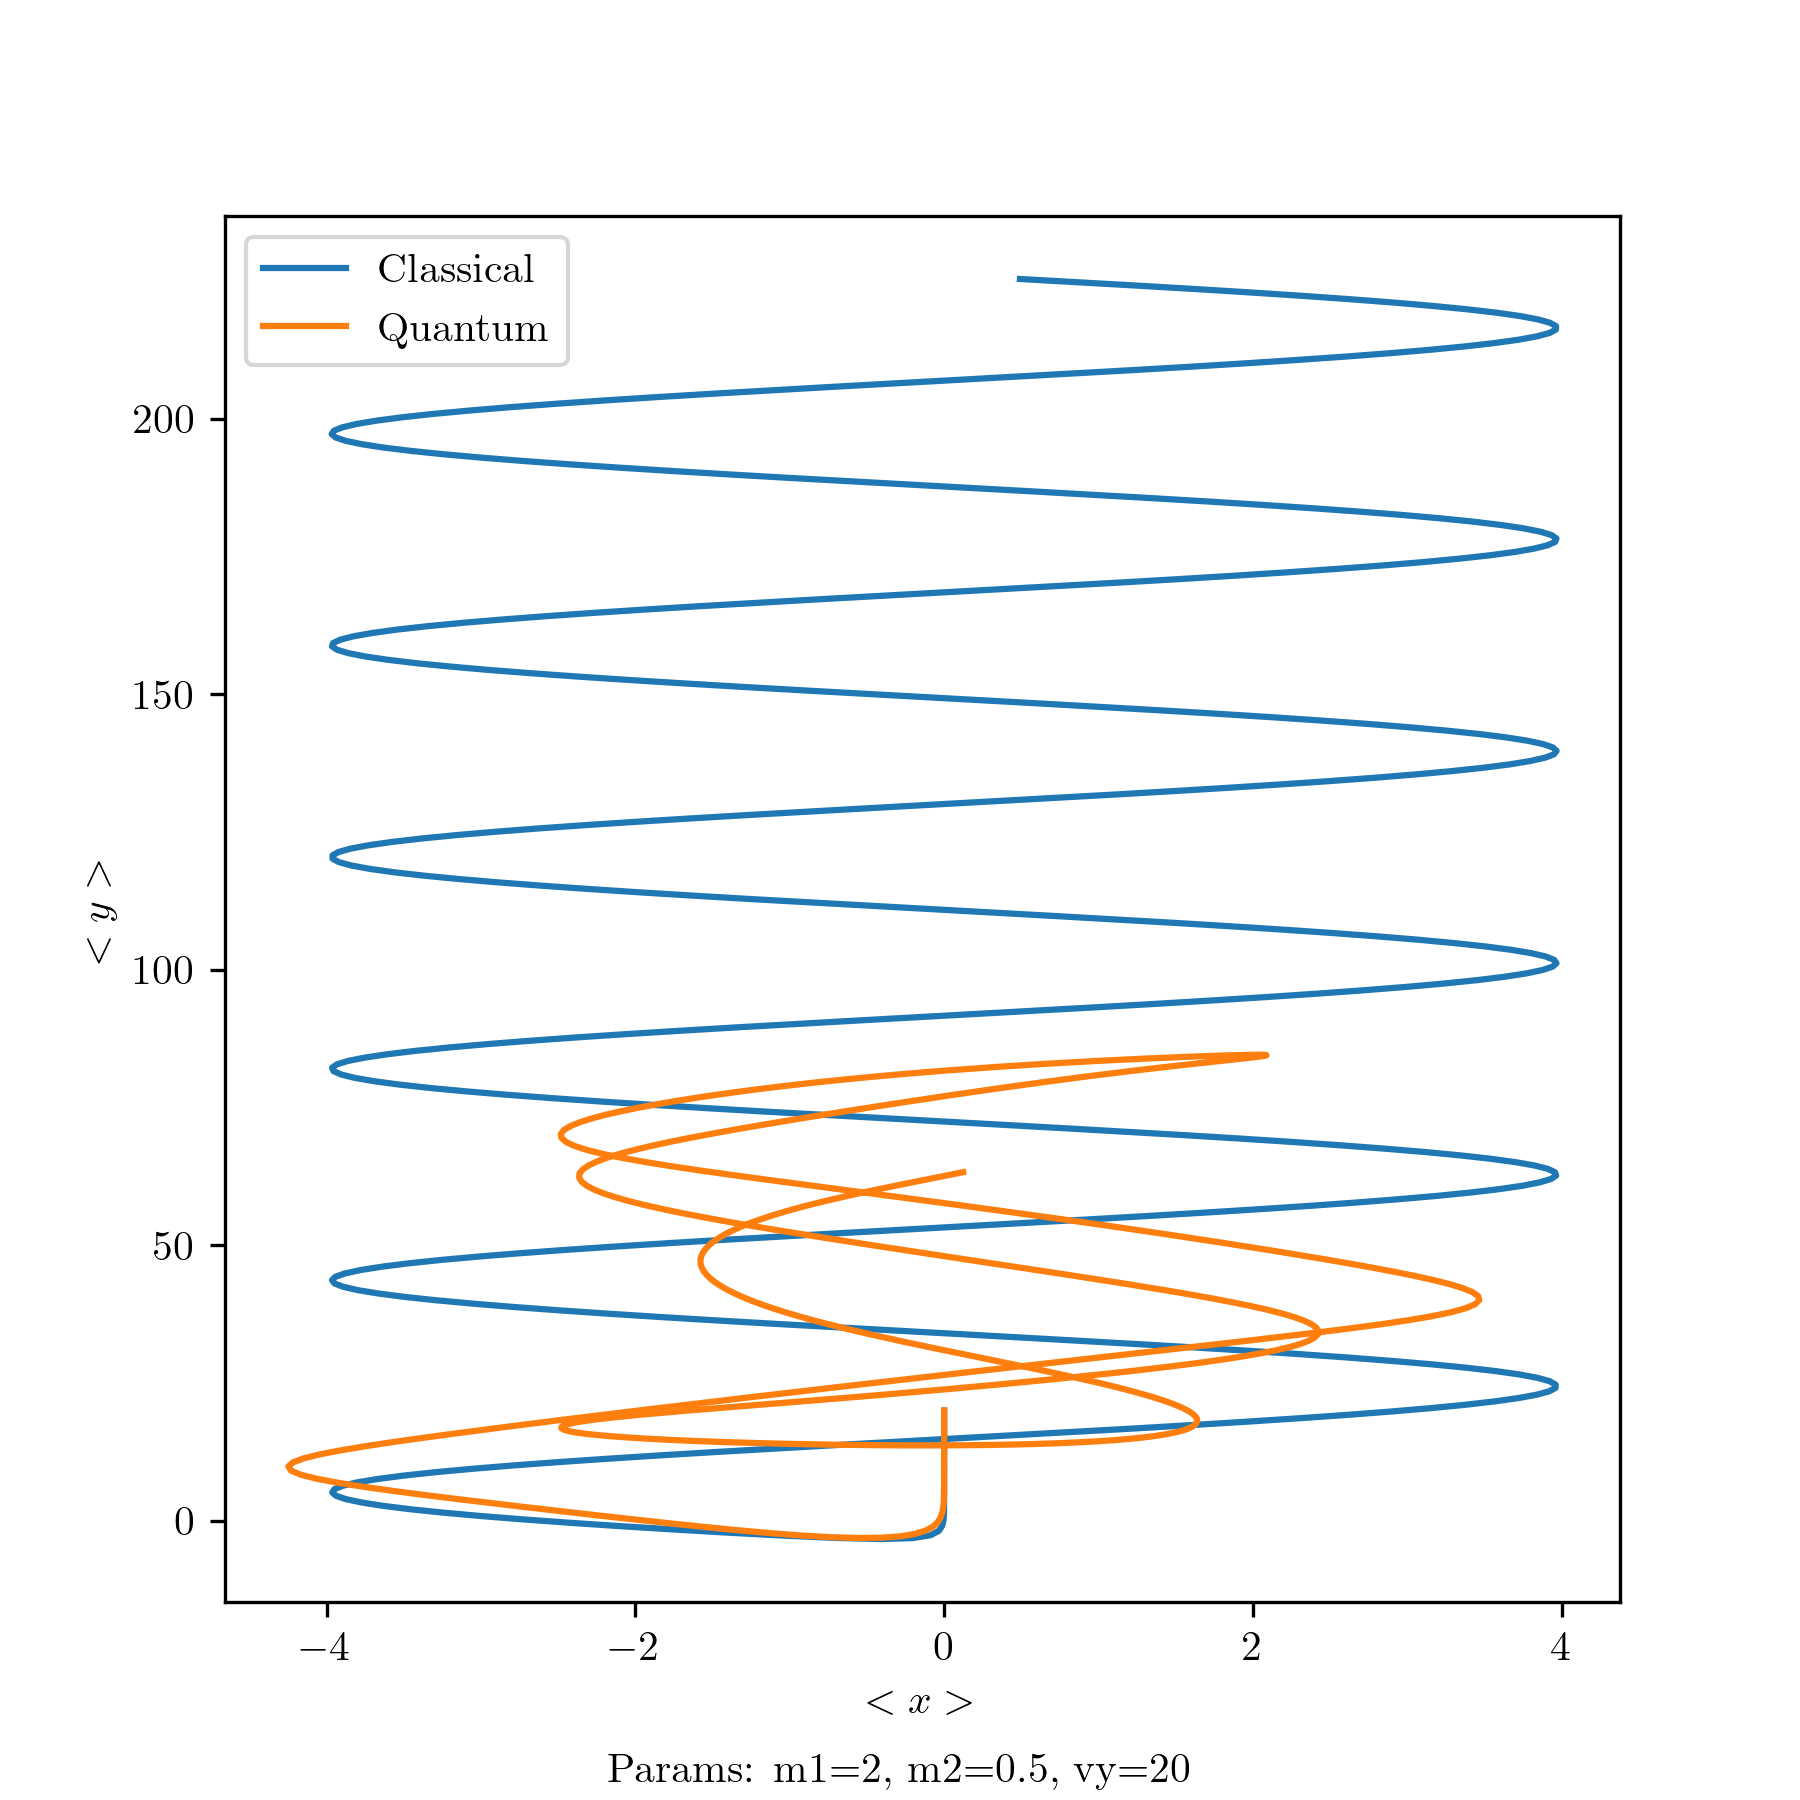 Classical
Quantum
200
150
100
50
0
< y >
−4 −2 0 2 4
< x >
Params: m1=2, m2=0.5, vy=20